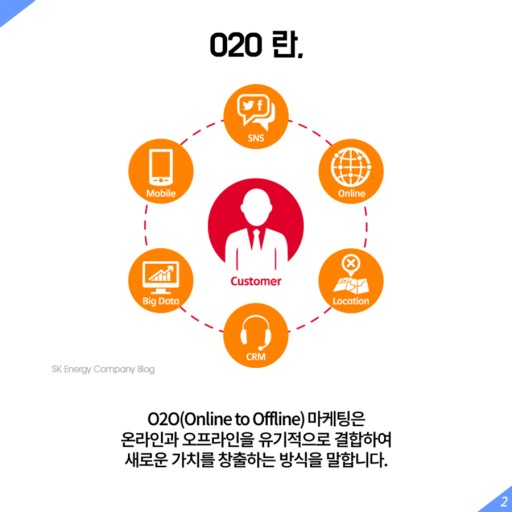 O2O 란,
SNS
Mobile
Online
Customer
Big Data
Location
CRM
SK Energy Company Blog
O2O(Online to Offline) 마케팅은
온라인과 오프라인을 유기적으로 결합하여
새로운 가치를 창출하는 방식을 말합니다.
2